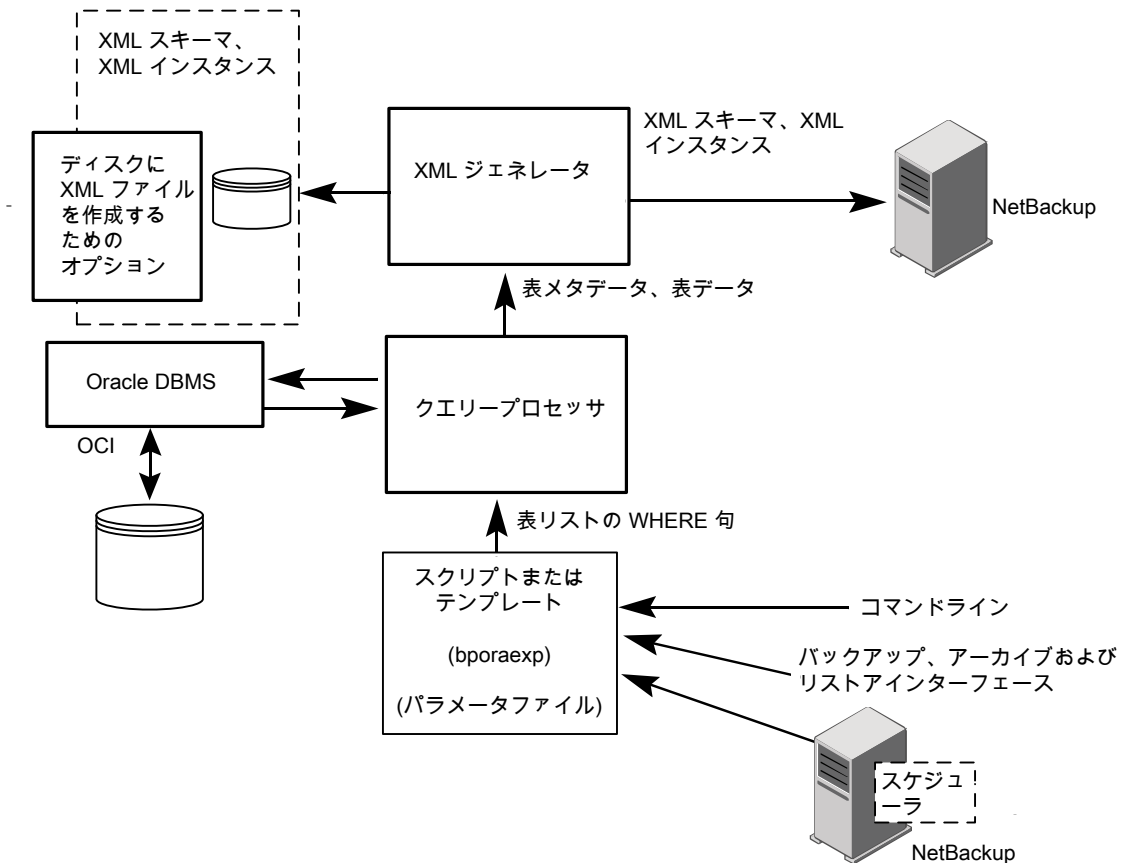 XML スキーマ、
XML インスタンス
ディスクに
XML ファイル
を作成する
ための
オプション
XML ジェネレータ
XML スキーマ、XML
インスタンス
NetBackup
表メタデータ、表データ
Oracle DBMS
クエリープロセッサ
OCI
表リストの WHERE 句
スクリプトまたは
テンプレート
(bporaexp)
(パラメータファイル)
コマンドライン
バックアップ、アーカイブおよび
リストアインターフェース
スケジュ
ーラ
NetBackup